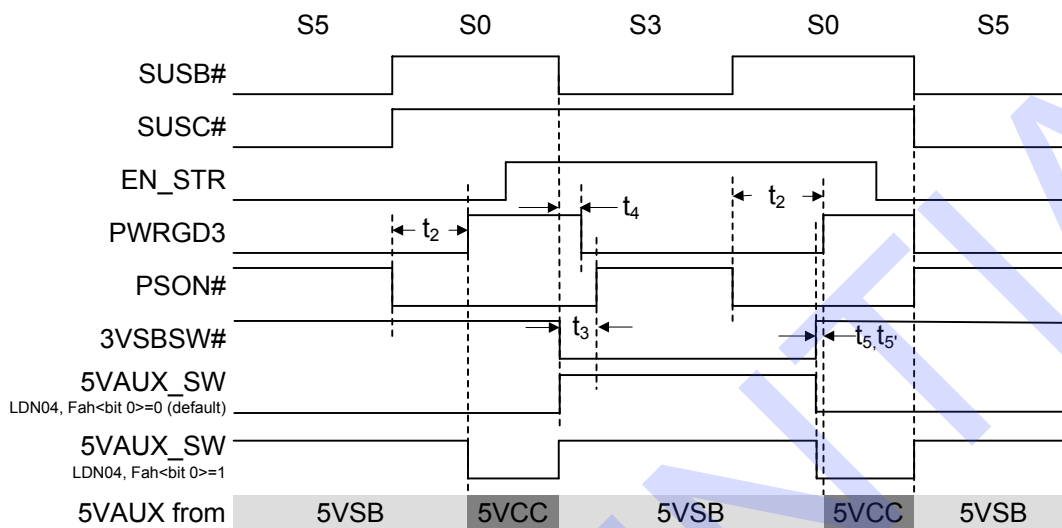 S5 S0 S3 S0 S5
SUSB#
SUSC#
EN_STR
t2 t4 t2
PWRGD3
PSON#
t3 t5,t5'
3VSBSW#
5VAUX_SW
LDN04, Fah<bit 0>=0 (default)
5VAUX_SW
LDN04, Fah<bit 0>=1
5VAUX from 5VSB 5VCC 5VSB 5VCC 5VSB